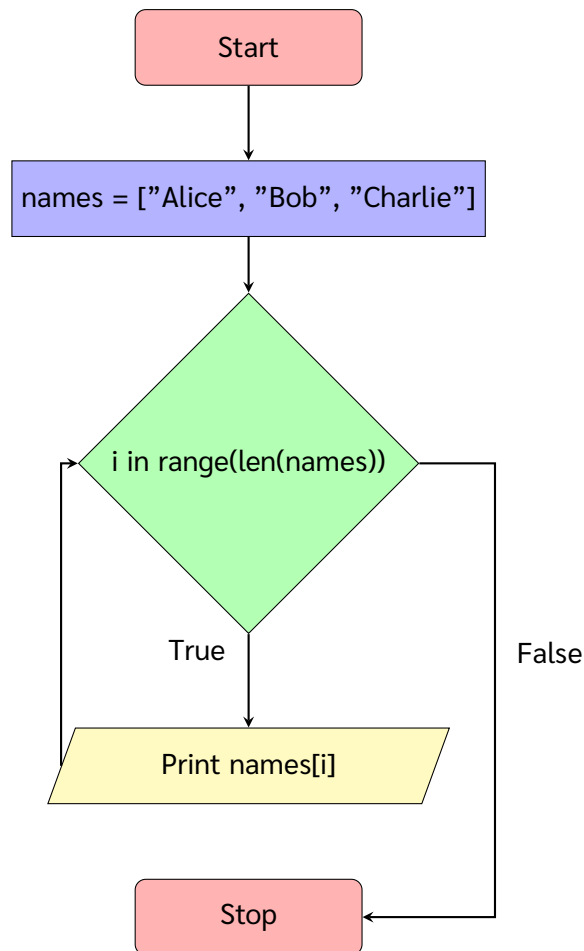 Start
names = [”Alice”, ”Bob”, ”Charlie”]
i in range(len(names))
True
False
Print names[i]
Stop